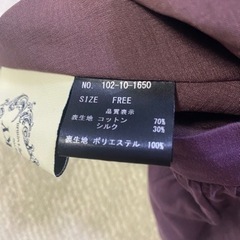 NO. 102-10-1650
SIZE FREE
品質表示
表生地 コットン 70%
シルク 30%
裏生地 ポリエステル 100%